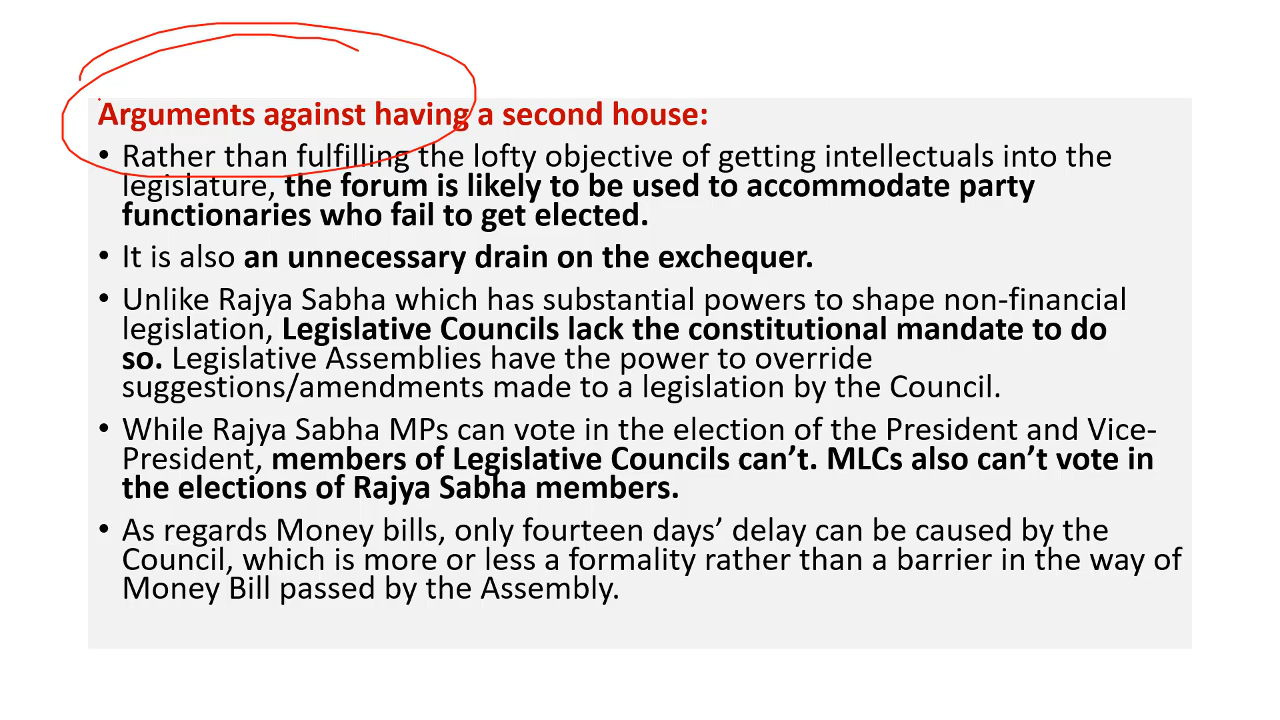 Arguments against having a second house:
• Rather than fulfilling the lofty objective of getting intellectuals into the
legislature, the forum is likely to be used to accommodate party
functionaries who fail to get elected.
• It is also an unnecessary drain on the exchequer.
• Unlike Rajya Sabha which has substantial powers to shape non-financial
legislation, Legislative Councils lack the constitutional mandate to do
so. Legislative Assemblies have the power to override
suggestions/amendments made to a legislation by the Council.
• While Rajya Sabha MPs can vote in the election of the President and Vice-
President, members of Legislative Councils can’t. MLCs also can’t vote in
the elections of Rajya Sabha members.
• As regards Money bills, only fourteen days’ delay can be caused by the
Council, which is more or less a formality rather than a barrier in the way of
Money Bill passed by the Assembly.